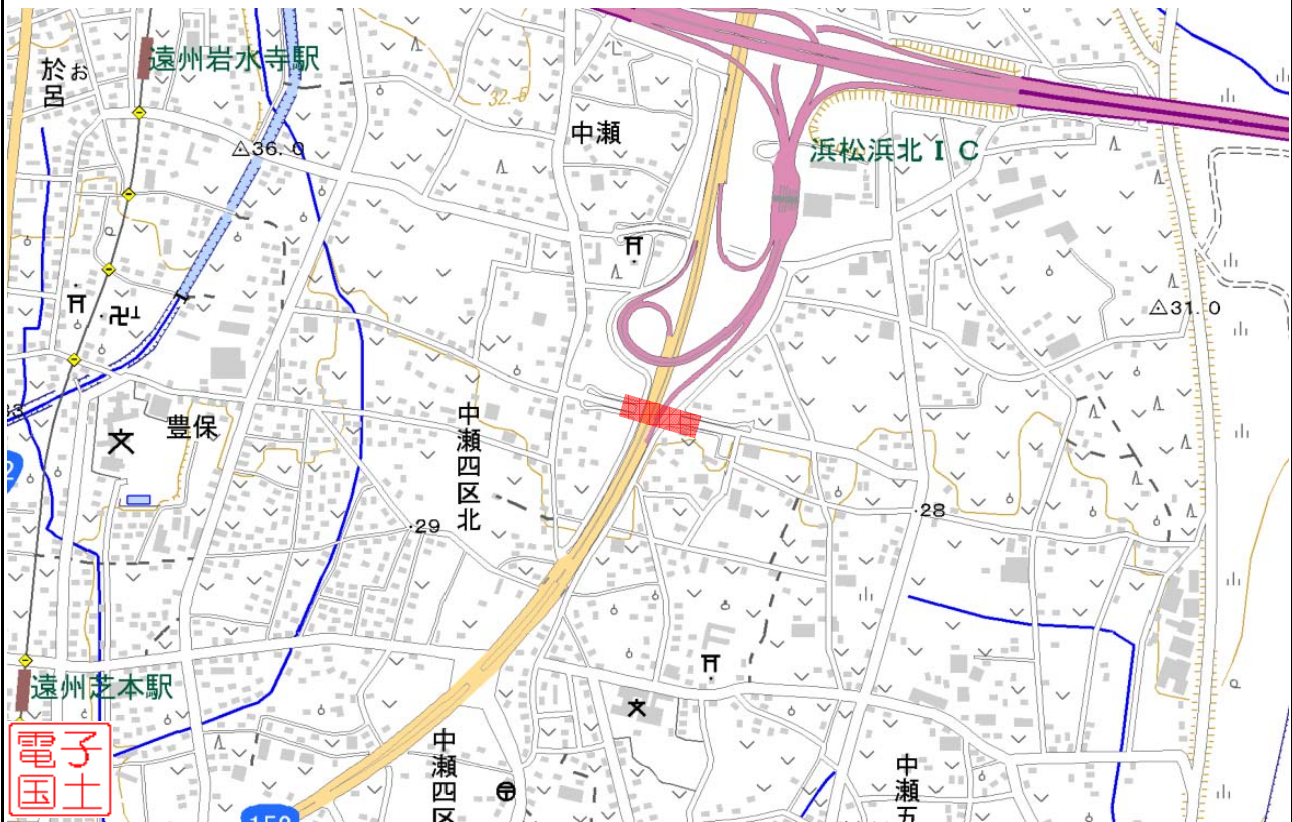 遠州岩水寺駅
於呂
お
32.5
中瀬
浜松浜北IC
36.0
31.0
豊保
中瀬四区北
29
28
遠州芝本駅
電子国土
中瀬四区
中瀬五
152